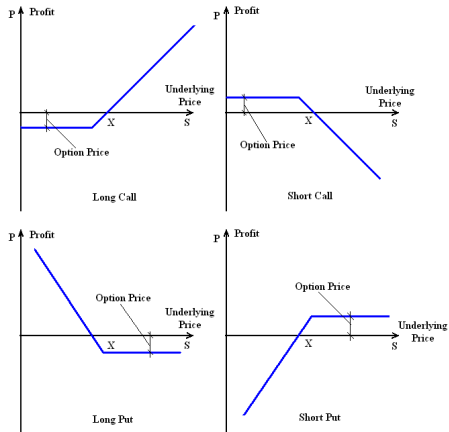 P Profit
Underlying
Price
X
S
Option Price
Long Call
P Profit
Underlying
Price
X
S
Option Price
Short Call
P Profit
Option Price
Underlying
Price
X
S
Long Put
P Profit
Option Price
Underlying
Price
X
S
Short Put